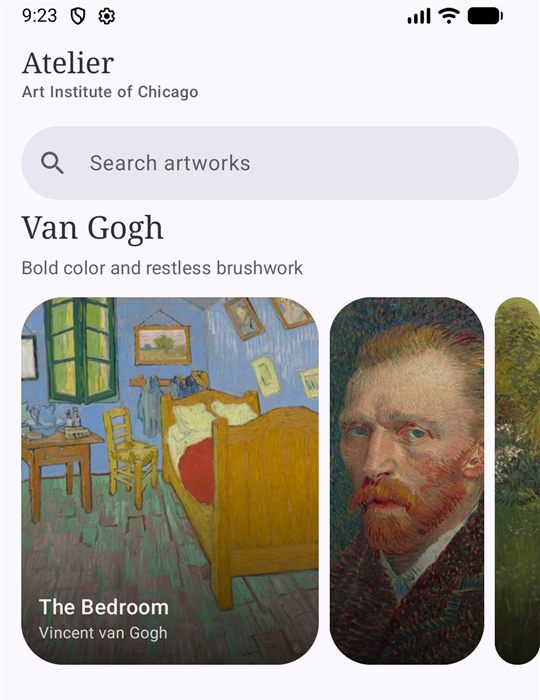 9:23
Atelier
Art Institute of Chicago
Search artworks
Van Gogh
Bold color and restless brushwork
The Bedroom
Vincent van Gogh